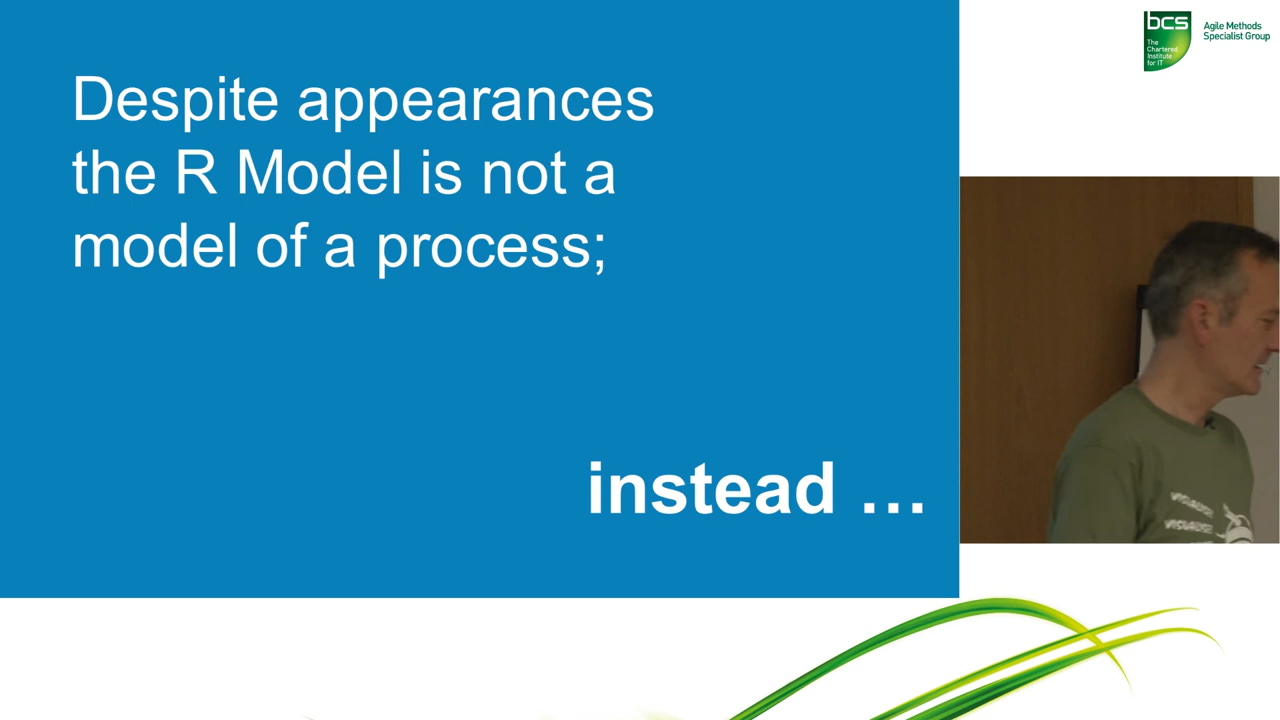 Despite appearances
the R Model is not a
model of a process;
instead …
bcs
The
Chartered
Institute
for IT
Agile Methods
Specialist Group
VISUALISE